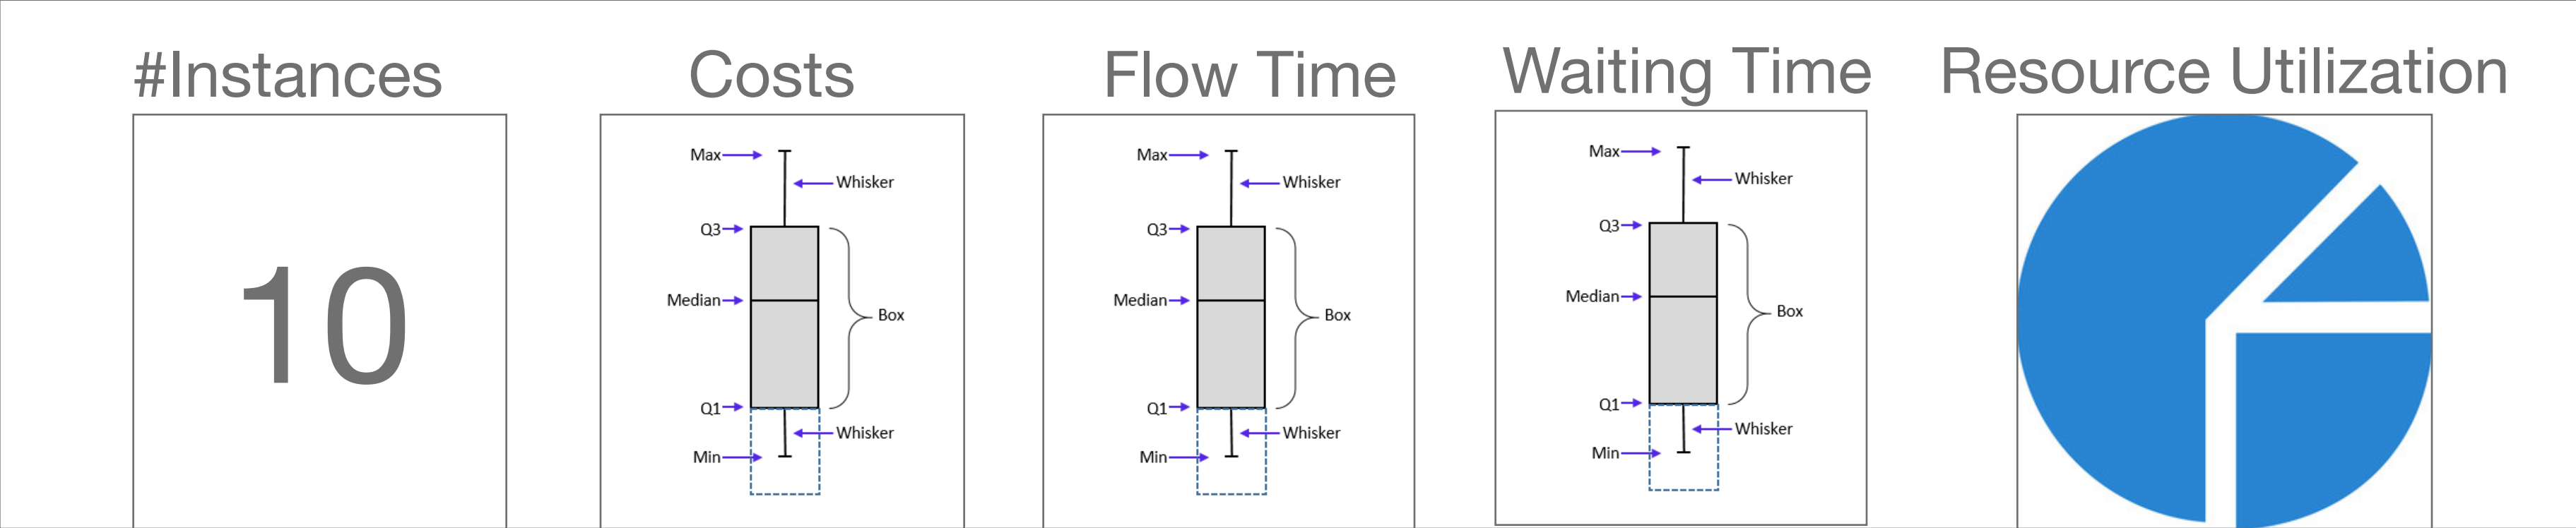 #Instances
Costs
Flow Time
Waiting Time
Resource Utilization
10
Max
Whisker
Q3
Median
Box
Q1
Whisker
Min
Max
Whisker
Q3
Median
Box
Q1
Whisker
Min
Max
Whisker
Q3
Median
Box
Q1
Whisker
Min